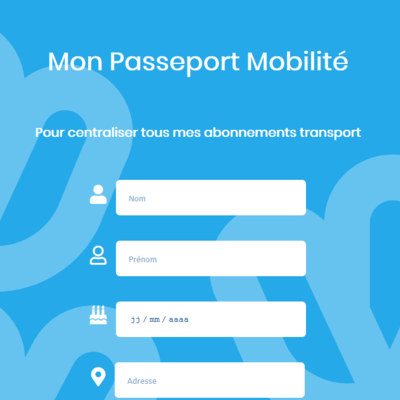 Mon Passeport Mobilité
Pour centraliser tous mes abonnements transport
Nom
Prénom
jj / mm / aaaa
Adresse